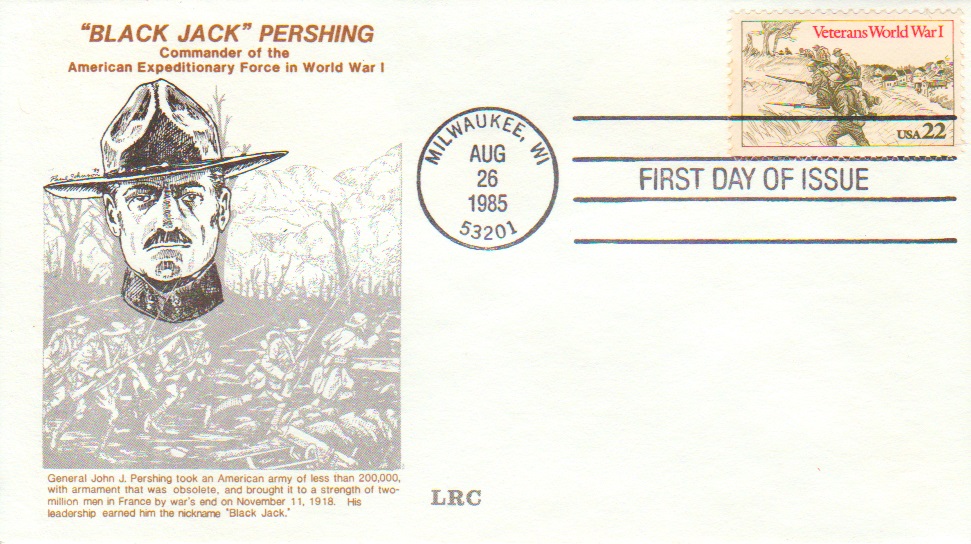 "BLACK JACK" PERSHING
Commander of the
American Expeditionary Force in World War I
General John J. Pershing took an American army of less than 200,000,
with armament that was obsolete, and brought it to a strength of two-
million men in France by war's end on November 11, 1918. His
leadership earned him the nickname "Black Jack."
LRC
MILWAUKEE, WI
AUG
26
1985
53201
Veterans World War I
USA 22
FIRST DAY OF ISSUE